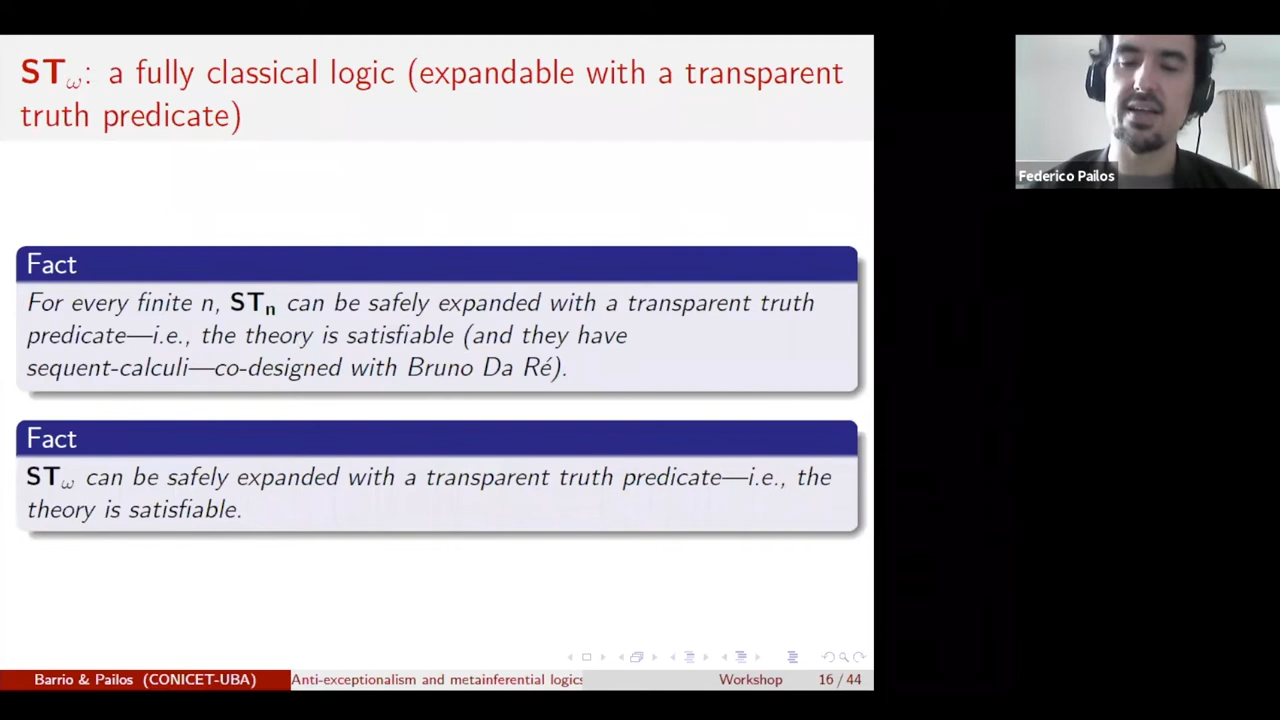 ST_ω: a fully classical logic (expandable with a transparent
truth predicate)
Federico Pailos
Fact
For every finite n, ST_n can be safely expanded with a transparent truth
predicate—i.e., the theory is satisfiable (and they have
sequent-calculi—co-designed with Bruno Da Ré).
Fact
ST_ω can be safely expanded with a transparent truth predicate—i.e., the
theory is satisfiable.
Barrio & Pailos (CONICET-UBA) Anti-exceptionalism and metainferential logics Workshop 16 / 44